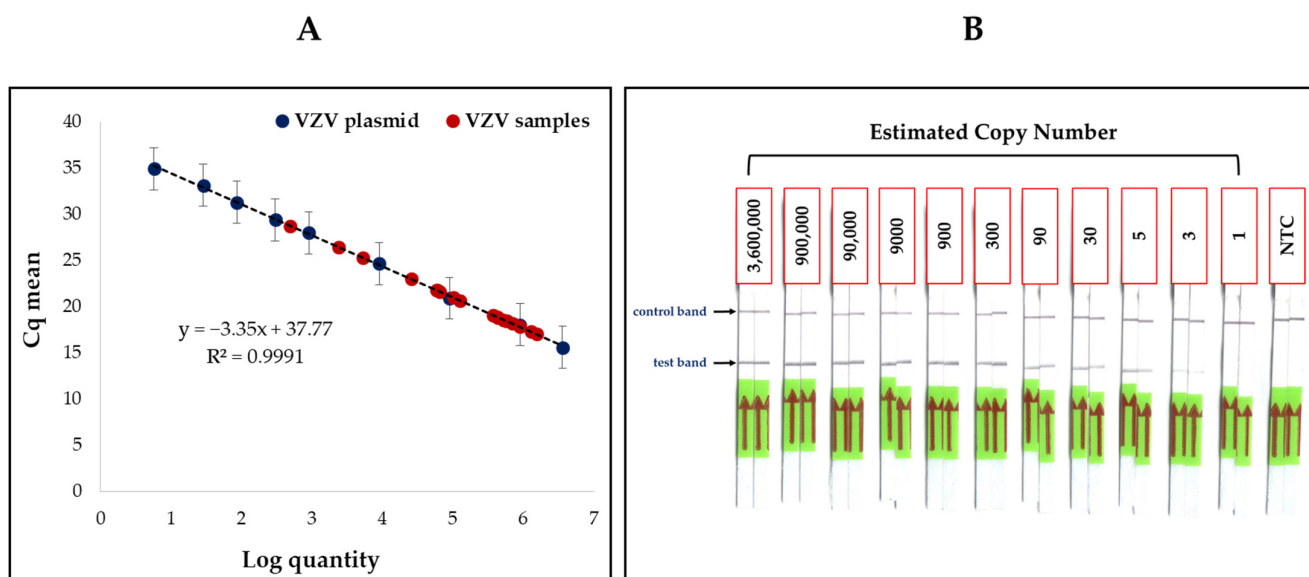 A
B
40
35
30
25
20
15
10
5
0
Cq mean
VZV plasmid
VZV samples
y = −3.35x + 37.77
R² = 0.9991
0 1 2 3 4 5 6 7
Log quantity
Estimated Copy Number
3,600,000
900,000
90,000
9000
900
300
90
30
5
3
1
NTC
control band
test band